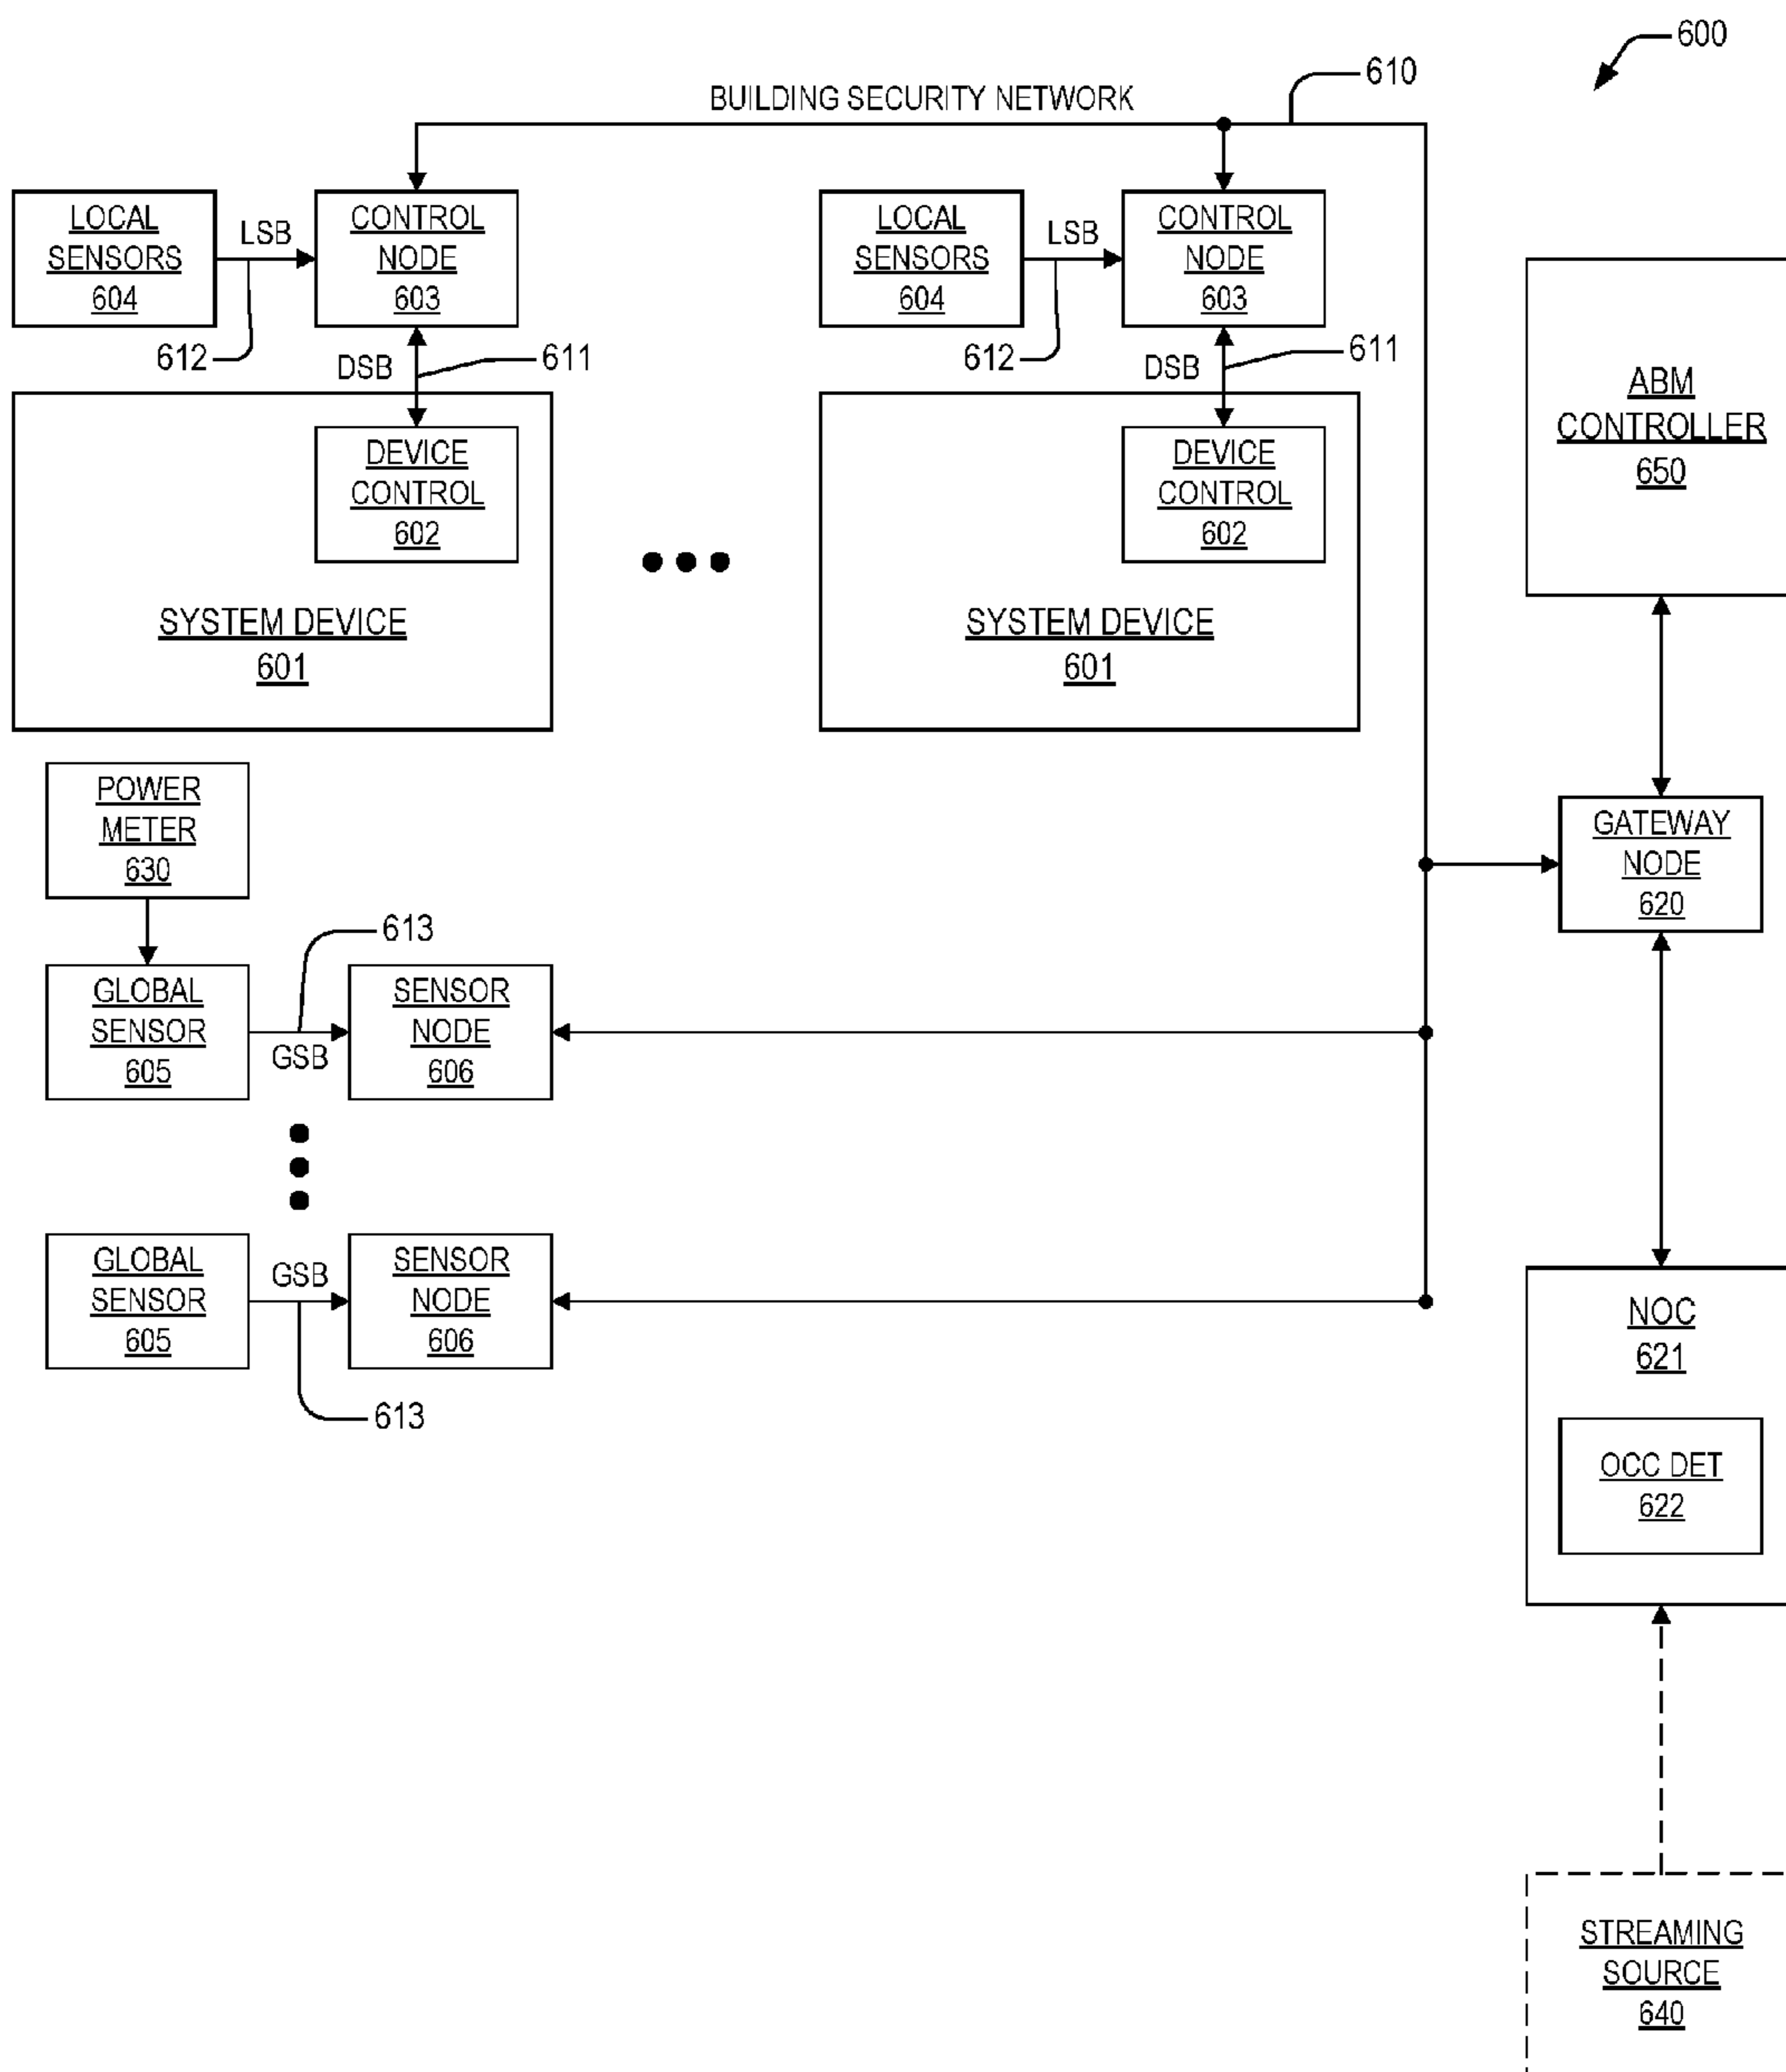 600
610
BUILDING SECURITY NETWORK
LOCAL
SENSORS
604
LSB
CONTROL
NODE
603
612
DSB
611
DEVICE
CONTROL
602
SYSTEM DEVICE
601
LOCAL
SENSORS
604
LSB
CONTROL
NODE
603
612
DSB
611
DEVICE
CONTROL
602
SYSTEM DEVICE
601
ABM
CONTROLLER
650
POWER
METER
630
GATEWAY
NODE
620
613
GLOBAL
SENSOR
605
GSB
SENSOR
NODE
606
GLOBAL
SENSOR
605
GSB
SENSOR
NODE
606
613
NOC
621
OCC DET
622
STREAMING
SOURCE
640